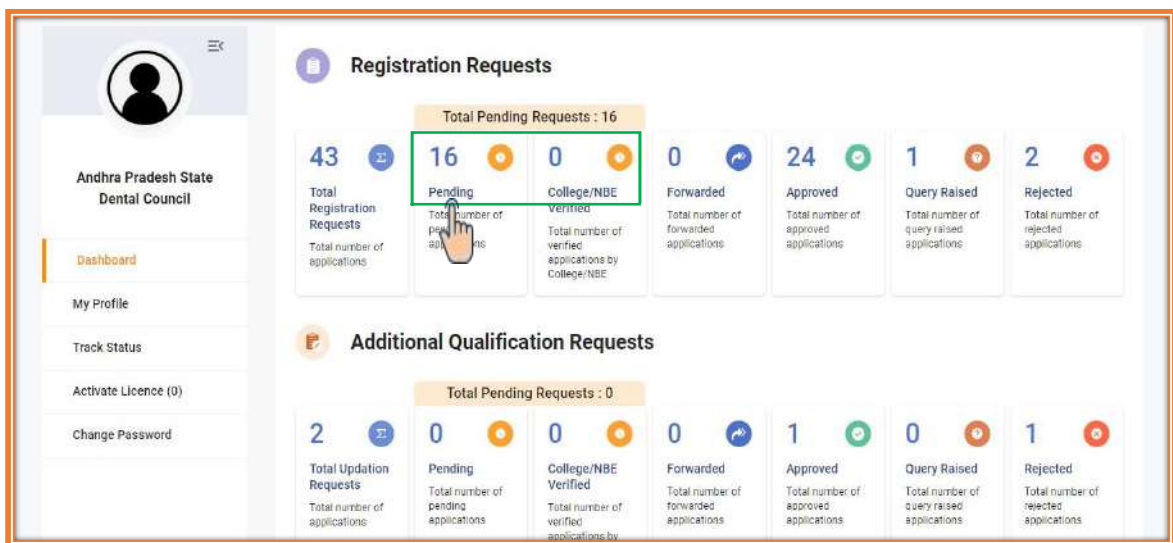 Andhra Pradesh State
Dental Council
Dashboard
My Profile
Track Status
Activate Licence (0)
Change Password
Registration Requests
Total Pending Requests : 16
43
Total
Registration
Requests
Total number of
applications
16
Pending
Total number of
applications
0
College/NBE
Verified
Total number of
verified
applications by
College/NBE
0
Forwarded
Total number of
forwarded
applications
24
Approved
Total number of
approved
applications
1
Query Raised
Total number of
query raised
applications
2
Rejected
Total number of
rejected
applications
Additional Qualification Requests
Total Pending Requests : 0
2
Total Updation
Requests
Total number of
applications
0
Pending
Total number of
pending
applications
0
College/NBE
Verified
Total number of
verified
applications by
0
Forwarded
Total number of
forwarded
applications
1
Approved
Total number of
approved
applications
0
Query Raised
Total number of
query raised
applications
1
Rejected
Total number of
rejected
applications